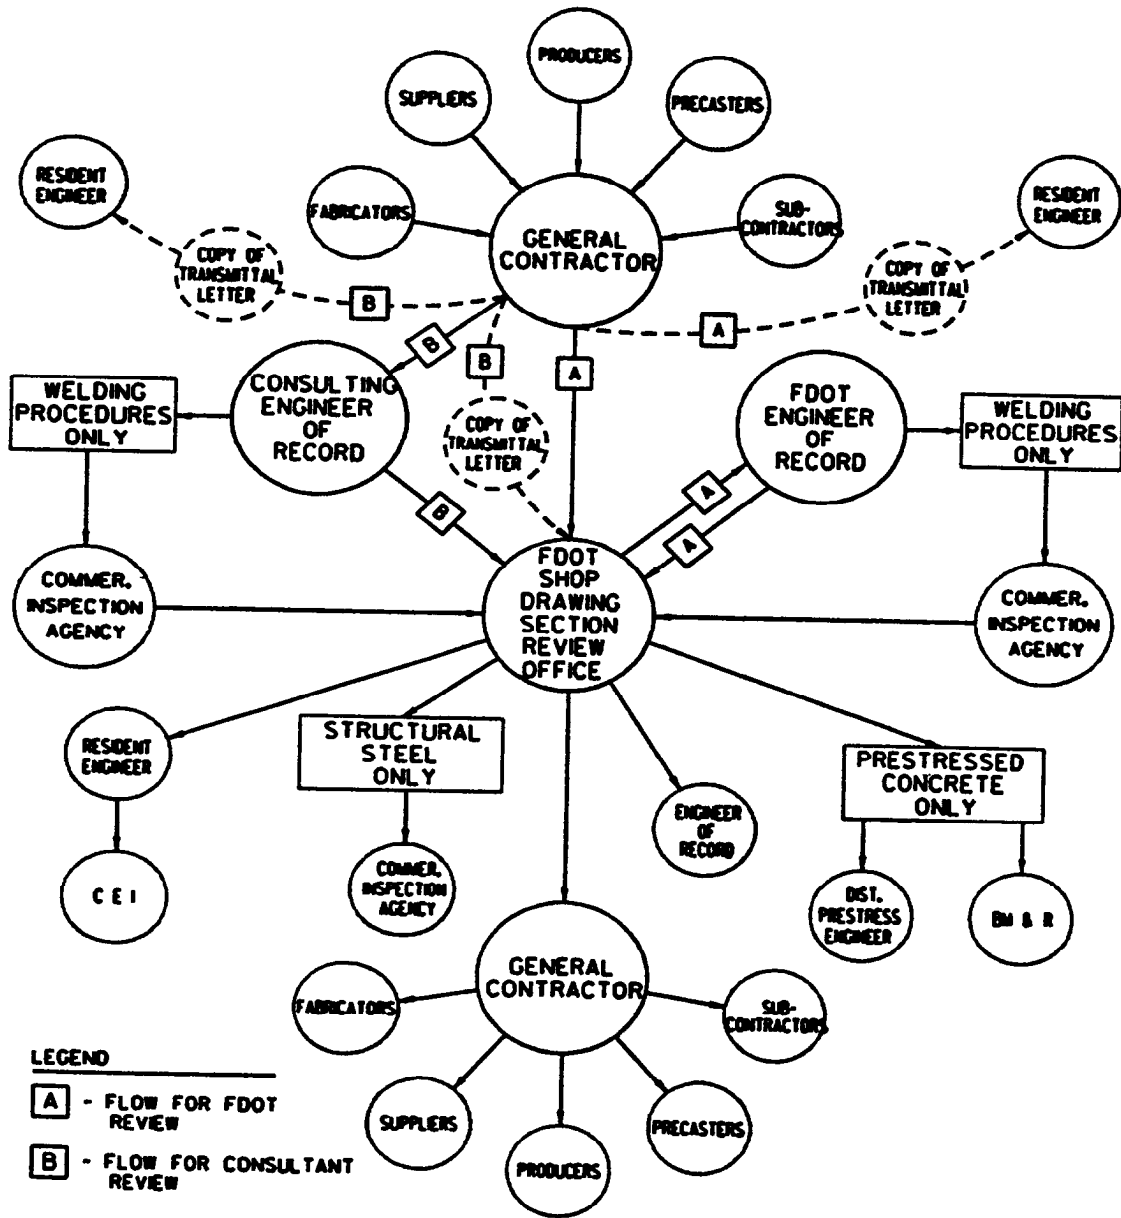 PRODUCERS
SUPPLIERS
PRECASTERS
RESIDENT
ENGINEER
FABRICATORS
GENERAL
CONTRACTOR
SUB-
CONTRACTORS
RESIDENT
ENGINEER
COPY OF
TRANSMITTAL
LETTER
COPY OF
TRANSMITTAL
LETTER
B
A
B
B
A
WELDING
PROCEDURES
ONLY
CONSULTING
ENGINEER
OF
RECORD
COPY OF
TRANSMITTAL
LETTER
FDOT
ENGINEER
OF
RECORD
WELDING
PROCEDURES
ONLY
B
A
A
COMMER.
INSPECTION
AGENCY
FDOT
SHOP
DRAWING
SECTION
REVIEW
OFFICE
COMMER.
INSPECTION
AGENCY
RESIDENT
ENGINEER
STRUCTURAL
STEEL
ONLY
ENGINEER
OF
RECORD
PRESTRESSED
CONCRETE
ONLY
C E I
COMMER.
INSPECTION
AGENCY
DIST.
PRESTRESS
ENGINEER
BM & R
GENERAL
CONTRACTOR
FABRICATORS
SUB-
CONTRACTORS
SUPPLIERS
PRODUCERS
PRECASTERS
LEGEND
A - FLOW FOR FDOT
REVIEW
B - FLOW FOR CONSULTANT
REVIEW